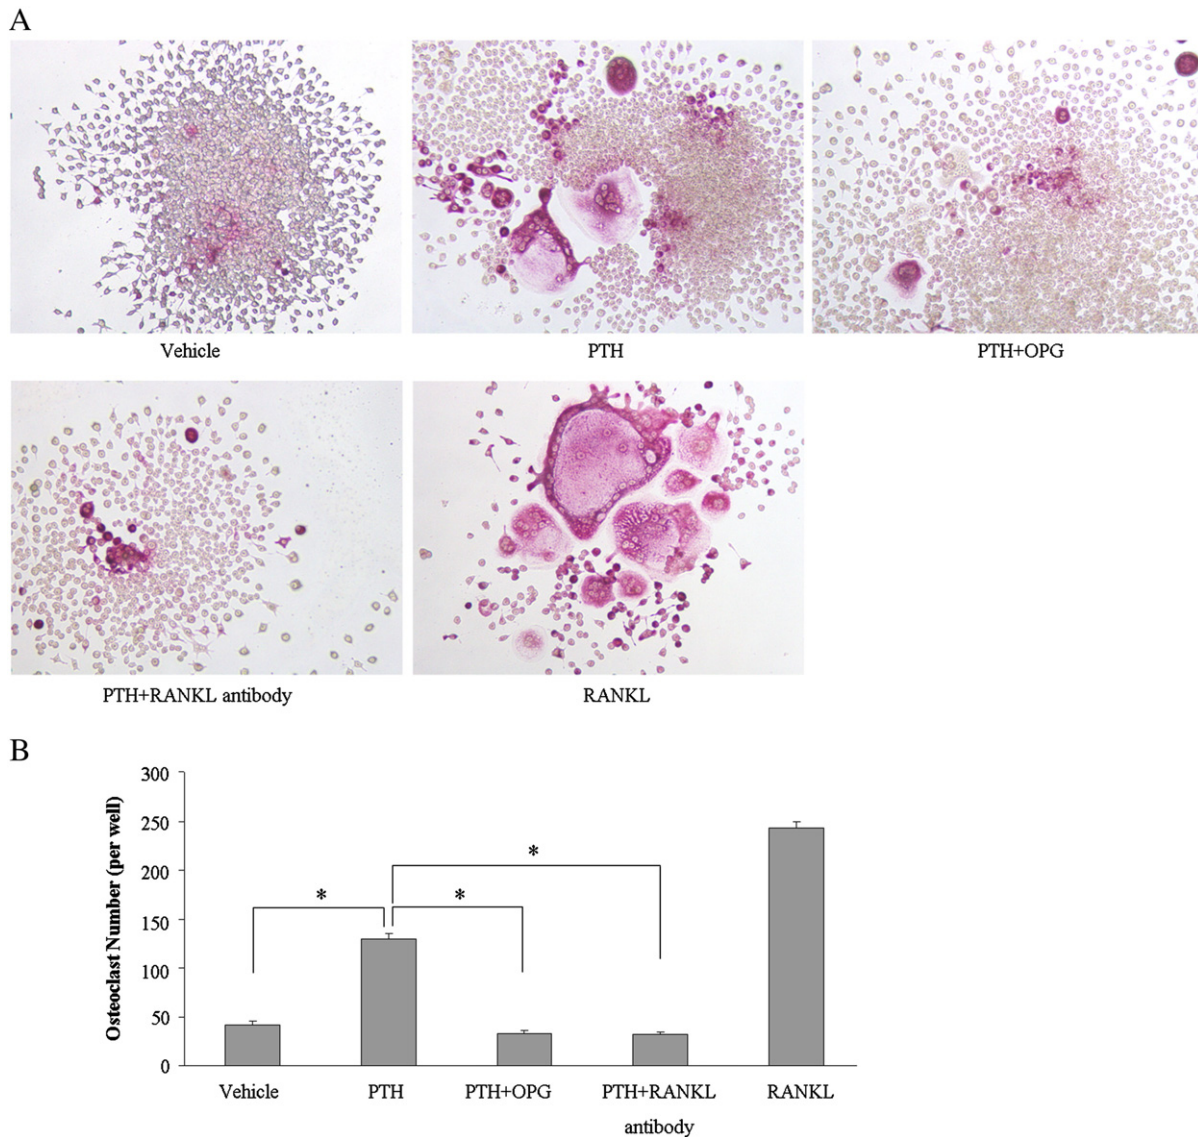 A
Vehicle
PTH
PTH+OPG
PTH+RANKL antibody
RANKL
B
Osteoclast Number (per well)
300
250
200
150
100
50
0
*
*
*
Vehicle
PTH
PTH+OPG
PTH+RANKL
antibody
RANKL